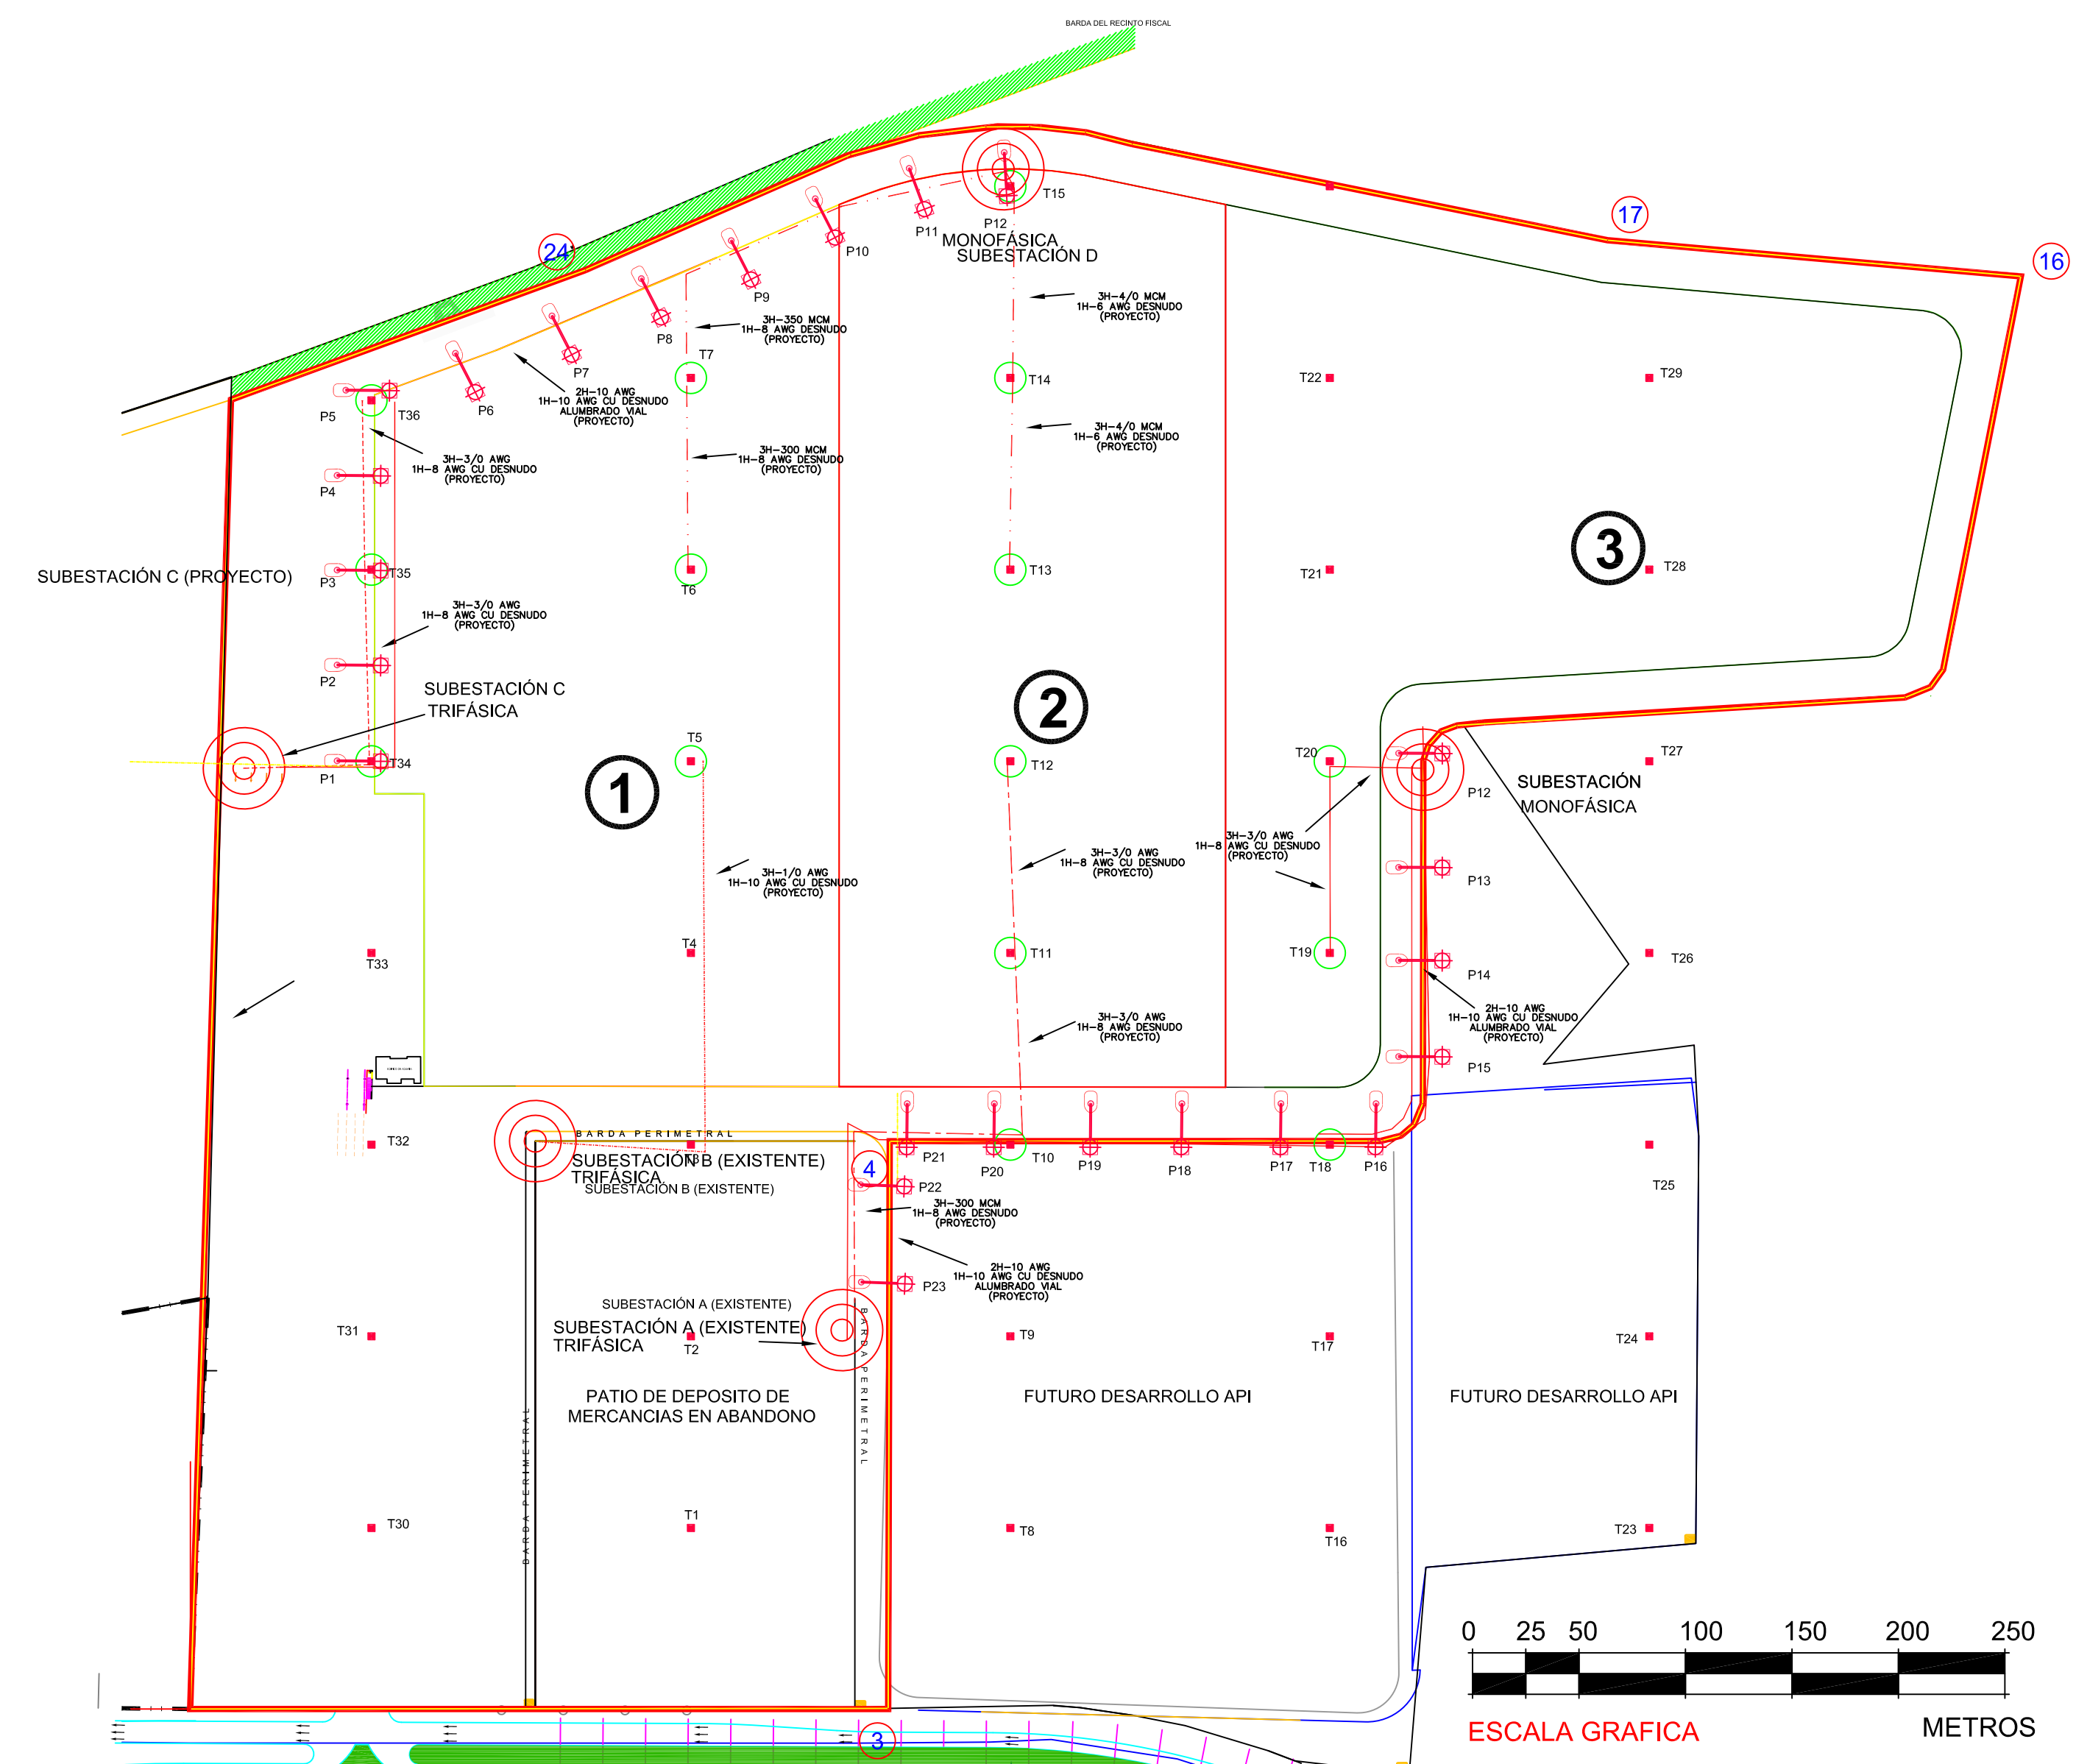 BARDA DEL RECINTO FISCAL
17
16
24
T15
P12
P11
P10
MONOFÁSICA
SUBESTACIÓN D
P9
P8
P7
P6
P5
T36
T7
3H-350 MCM
1H-8 AWG DESNUDO
(PROYECTO)
3H-4/0 MCM
1H-6 AWG DESNUDO
(PROYECTO)
2H-10 AWG
1H-10 AWG CU DESNUDO
ALUMBRADO VIAL
(PROYECTO)
T14
T22
T29
3H-3/0 AWG
1H-8 AWG CU DESNUDO
(PROYECTO)
3H-300 MCM
1H-8 AWG DESNUDO
(PROYECTO)
3H-4/0 MCM
1H-6 AWG DESNUDO
(PROYECTO)
P4
SUBESTACIÓN C (PROYECTO)
P3
T35
T6
T13
T21
3
T28
3H-3/0 AWG
1H-8 AWG CU DESNUDO
(PROYECTO)
P2
SUBESTACIÓN C
TRIFÁSICA
2
P1
T34
T5
1
T12
T20
P12
SUBESTACIÓN
MONOFÁSICA
T27
3H-1/0 AWG
1H-10 AWG CU DESNUDO
(PROYECTO)
3H-3/0 AWG
1H-8 AWG CU DESNUDO
(PROYECTO)
3H-3/0 AWG
1H-8 AWG CU DESNUDO
(PROYECTO)
P13
T33
T4
T11
T19
P14
T26
3H-3/0 AWG
1H-8 AWG DESNUDO
(PROYECTO)
2H-10 AWG
1H-10 AWG CU DESNUDO
ALUMBRADO VIAL
(PROYECTO)
P15
T32
BARDA PERIMETRAL
T3
SUBESTACIÓN B (EXISTENTE)
TRIFÁSICA
SUBESTACIÓN B (EXISTENTE)
4
P21
P20
T10
P19
P18
P17
T18
P16
T25
P22
3H-300 MCM
1H-8 AWG DESNUDO
(PROYECTO)
2H-10 AWG
1H-10 AWG CU DESNUDO
ALUMBRADO VIAL
(PROYECTO)
P23
SUBESTACIÓN A (EXISTENTE)
SUBESTACIÓN A (EXISTENTE)
TRIFÁSICA
T31
T2
T9
T17
T24
BARDA PERIMETRAL
BARDA PERIMETRAL
PATIO DE DEPOSITO DE
MERCANCIAS EN ABANDONO
FUTURO DESARROLLO API
FUTURO DESARROLLO API
T30
T1
T8
T16
T23
0 25 50 100 150 200 250
ESCALA GRAFICA
METROS
3